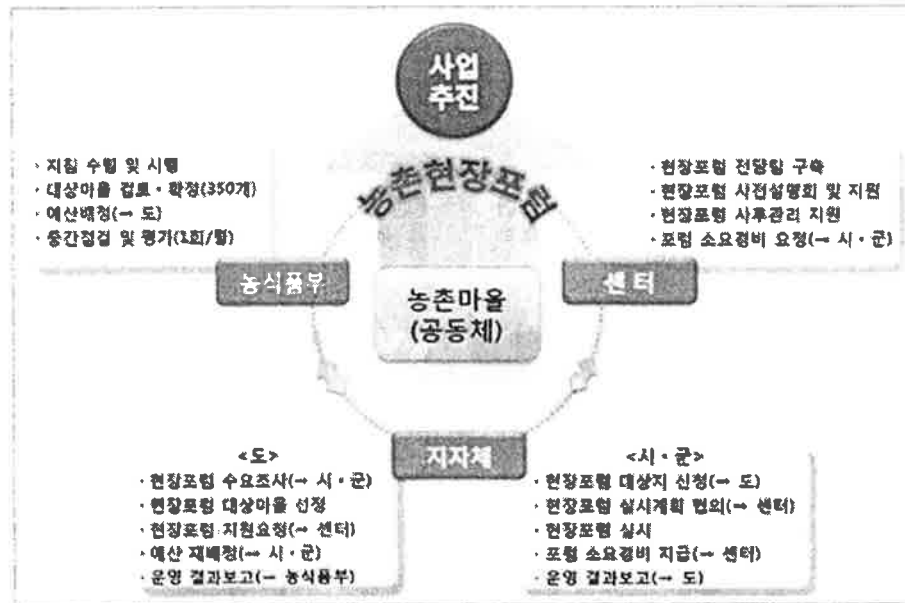 사업
추진
농촌현장포럼
· 지침 수립 및 시행
· 대상마을 검토·확정(350개)
· 예산배정(→ 도)
· 중간점검 및 평가(1회/월)
농식품부
· 현장포럼 전담팀 구축
· 현장포럼 사전설명회 및 지원
· 현장포럼 사후관리 지원
· 포럼 소요경비 요청(→ 시·군)
센터
농촌마을
(공동체)
지자체
<도>
· 현장포럼 수요조사(→ 시·군)
· 현장포럼 대상마을 선정
· 현장포럼 지원요청(→ 센터)
· 예산 재배정(→ 시·군)
· 운영 결과보고(→ 농식품부)
<시·군>
· 현장포럼 대상지 신청(→ 도)
· 현장포럼 실시계획 협의(→ 센터)
· 현장포럼 실시
· 포럼 소요경비 지급(→ 센터)
· 운영 결과보고(→ 도)